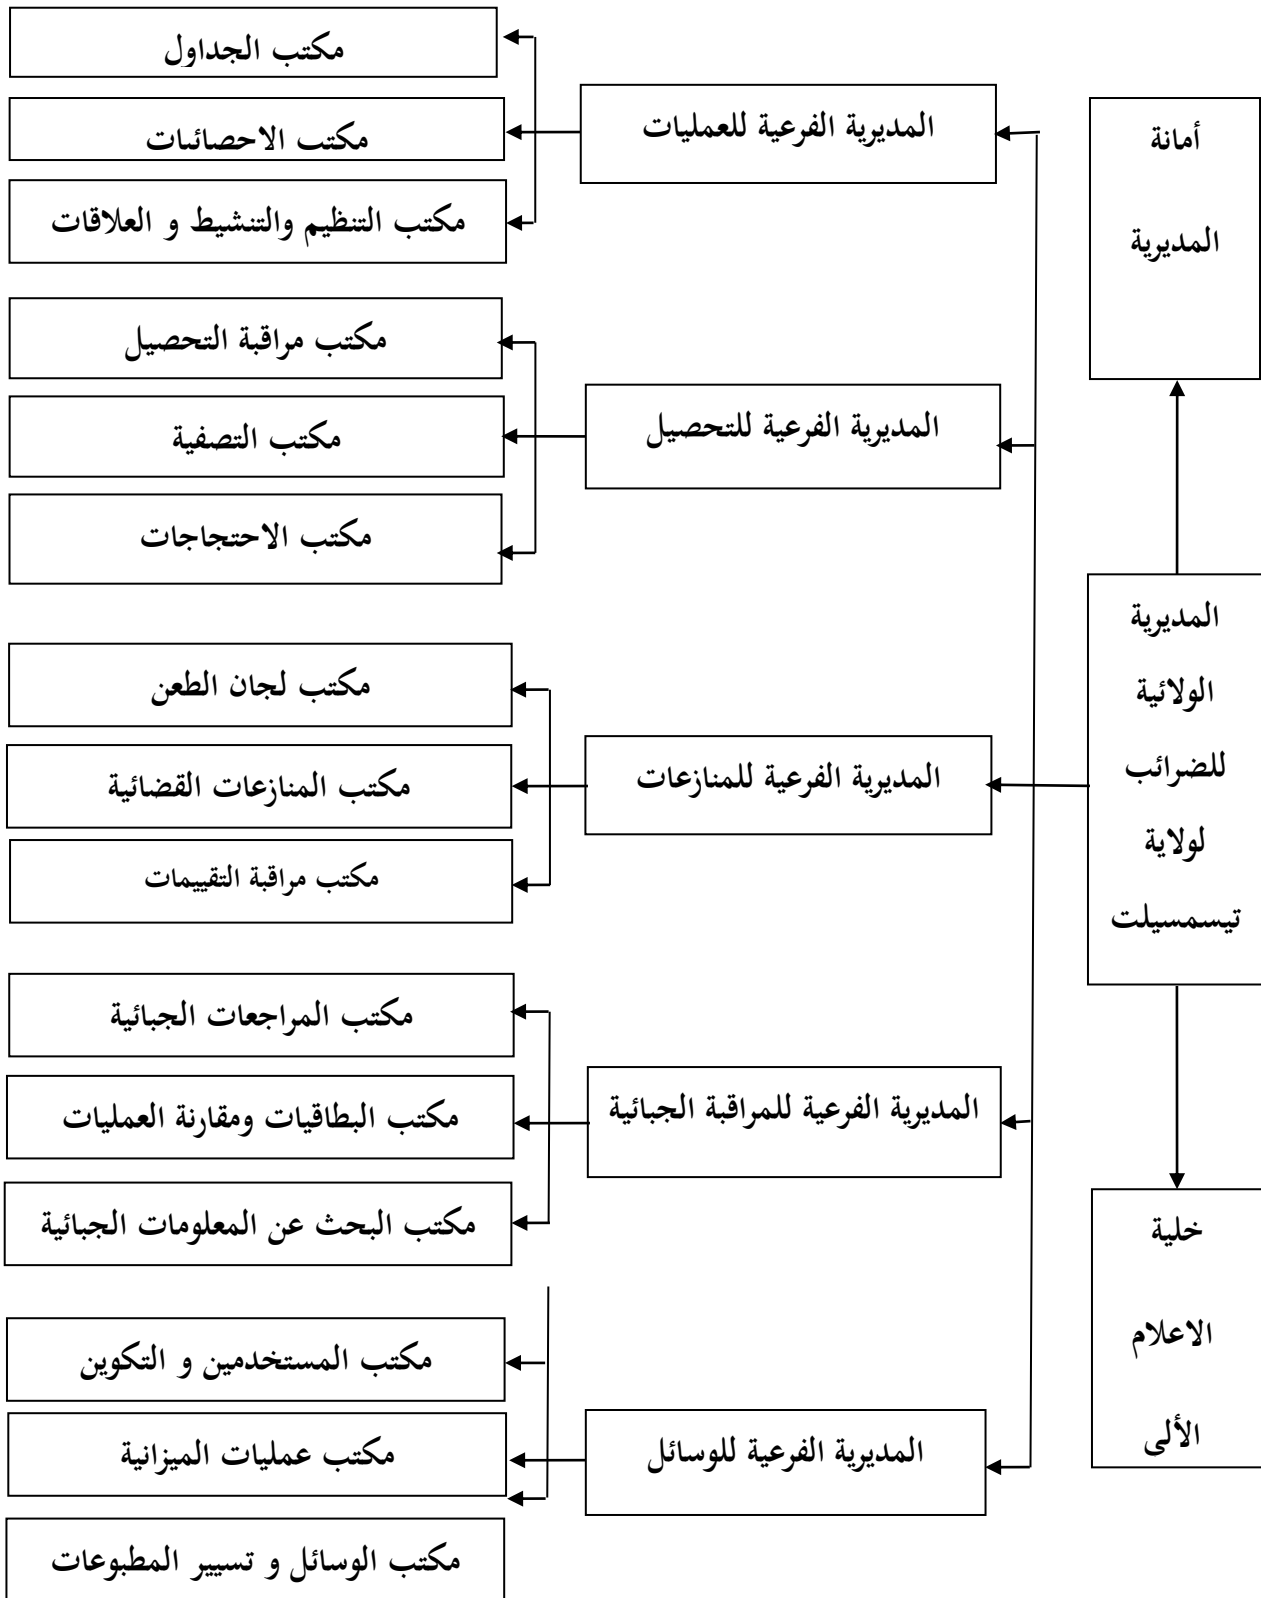 أمانة
المديرية
المديرية
الولائية
للضرائب
لولاية
تيسمسيلت
خلية
الاعلام
الألى
المديرية الفرعية للعمليات
مكتب الجداول
مكتب الاحصائيات
مكتب التنظيم والتنشيط و العلاقات
المديرية الفرعية للتحصيل
مكتب مراقبة التحصيل
مكتب التصفية
مكتب الاحتجاجات
المديرية الفرعية للمنازعات
مكتب لجان الطعن
مكتب المنازعات القضائية
مكتب مراقبة التقييمات
المديرية الفرعية للمراقبة الجبائية
مكتب المراجعات الجبائية
مكتب البطاقيات ومقارنة العمليات
مكتب البحث عن المعلومات الجبائية
المديرية الفرعية للوسائل
مكتب المستخدمين و التكوين
مكتب عمليات الميزانية
مكتب الوسائل و تسيير المطبوعات